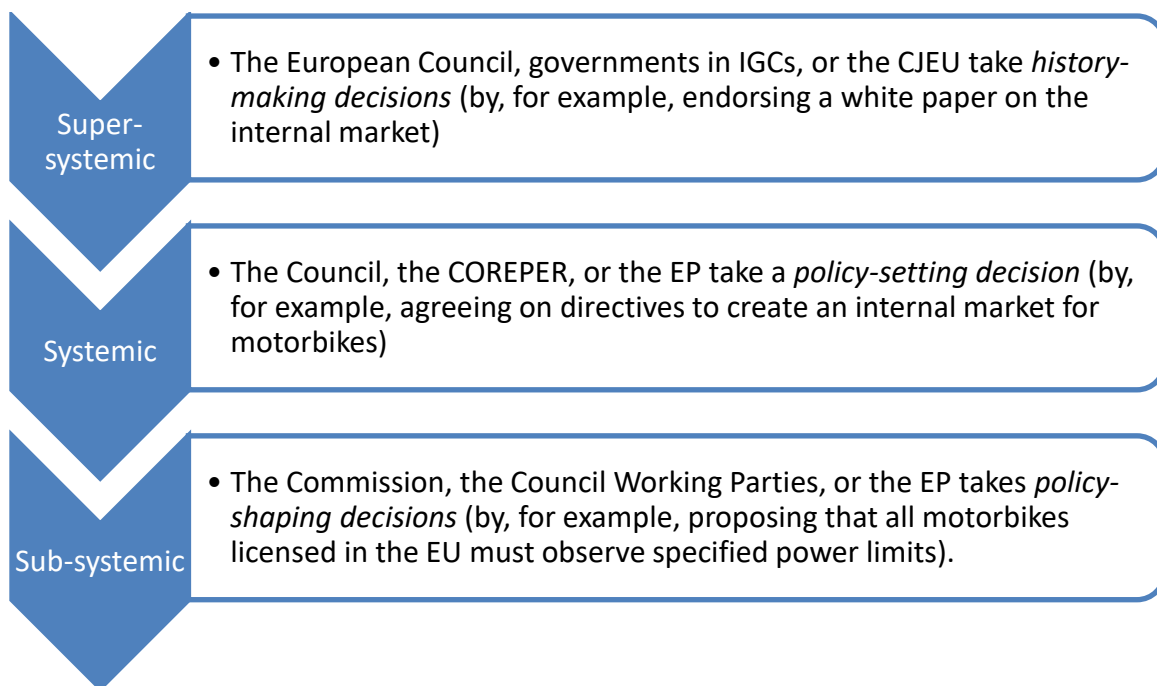 Super-
systemic
• The European Council, governments in IGCs, or the CJEU take history-
making decisions (by, for example, endorsing a white paper on the
internal market)
Systemic
• The Council, the COREPER, or the EP take a policy-setting decision (by,
for example, agreeing on directives to create an internal market for
motorbikes)
Sub-systemic
• The Commission, the Council Working Parties, or the EP takes policy-
shaping decisions (by, for example, proposing that all motorbikes
licensed in the EU must observe specified power limits).